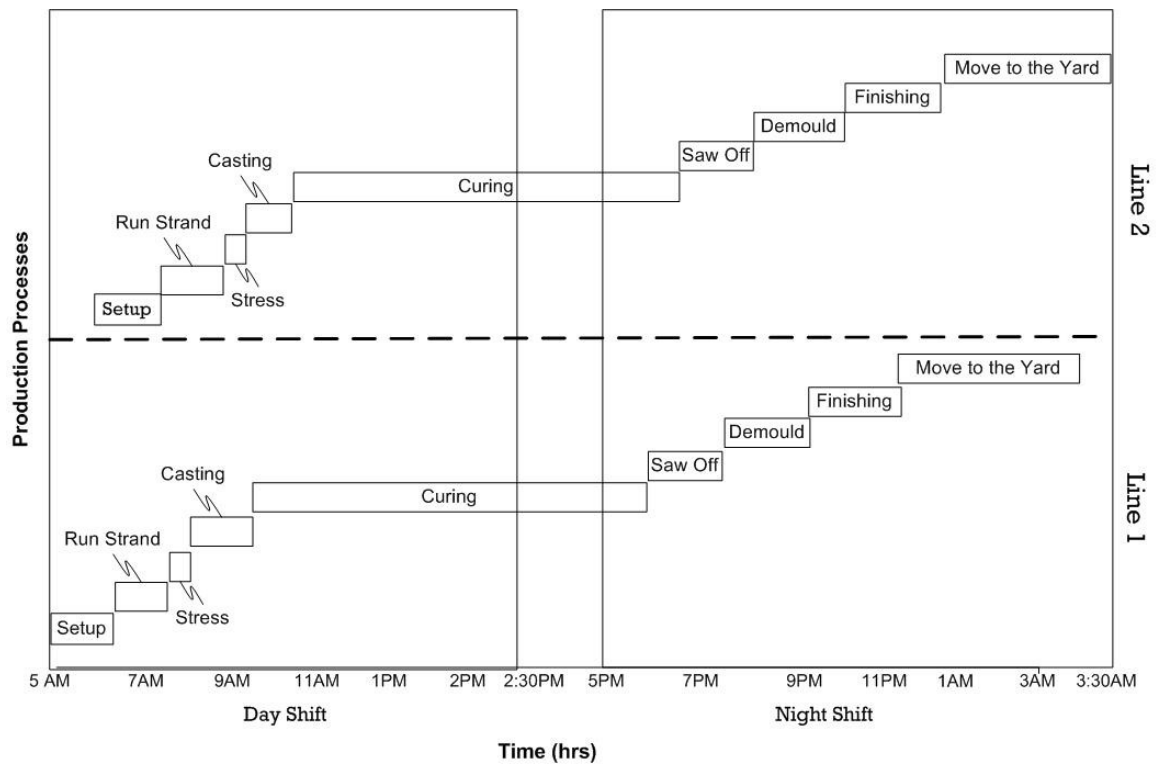 Move to the Yard
Finishing
Demould
Saw Off
Casting
Curing
Run Strand
Stress
Setup
Line 2
Production Processes
Move to the Yard
Finishing
Demould
Saw Off
Casting
Curing
Run Strand
Stress
Setup
Line 1
5 AM 7AM 9AM 11AM 1PM 2PM 2:30PM 5PM 7PM 9PM 11PM 1AM 3AM 3:30AM
Day Shift Night Shift
Time (hrs)